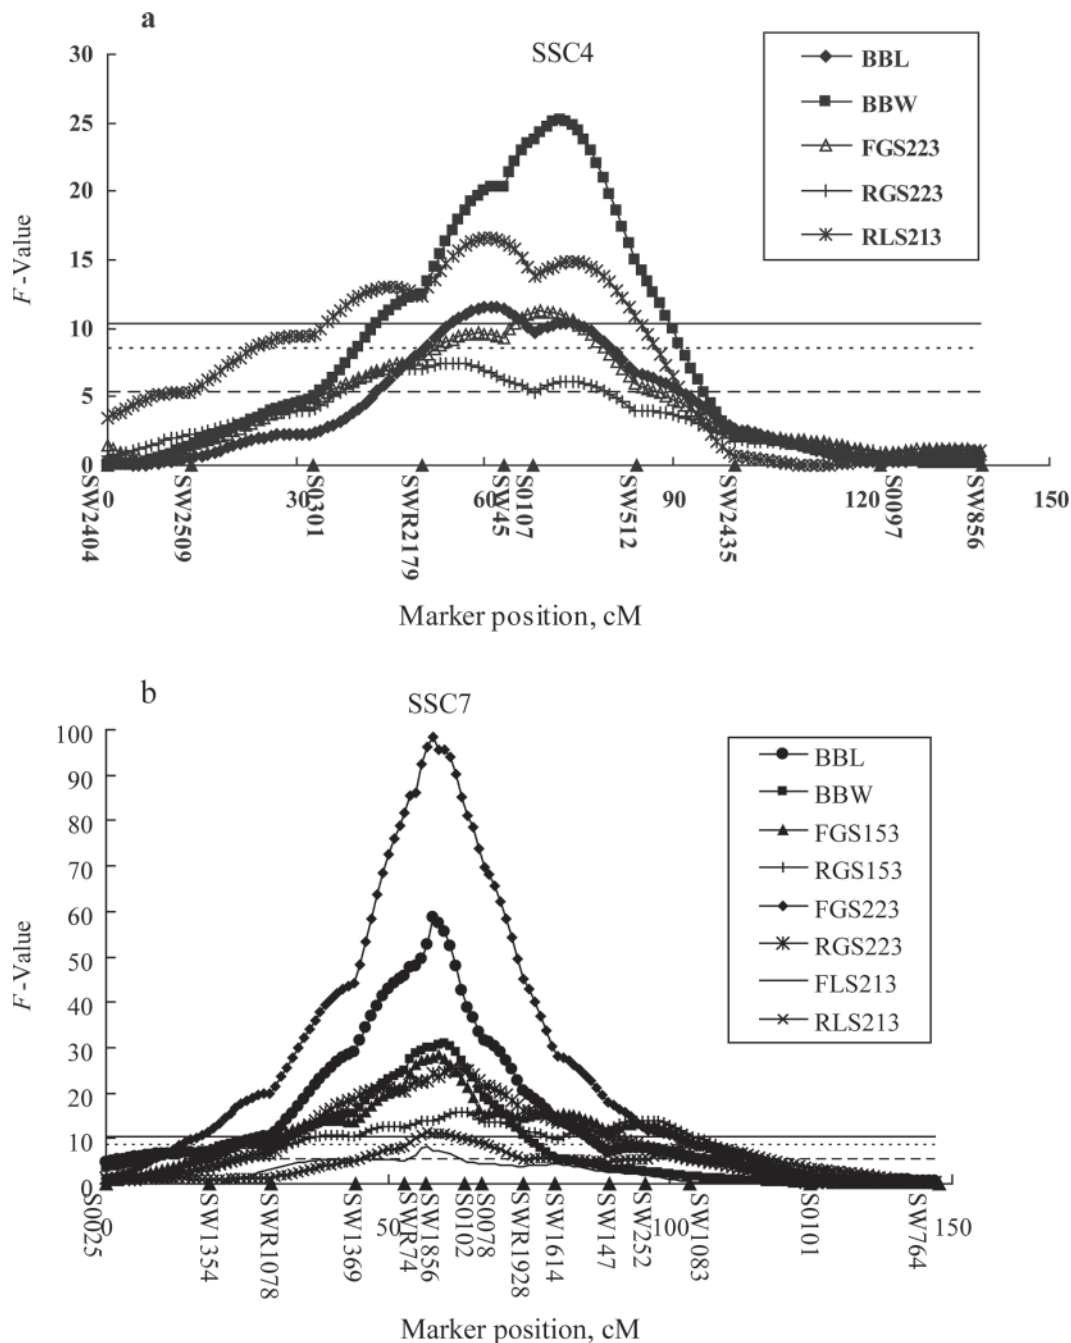 a
SSC4
30
25
20
15
10
5
0
F-Value
BBL
BBW
FGS223
RGS223
RLS213
0 30 60 90 120 150
SW2404
SW2509
S0301
SWR2179
SW45
S0107
SW512
SW2435
S0097
SW856
Marker position, cM
b
SSC7
100
90
80
70
60
50
40
30
20
10
0
F-Value
BBL
BBW
FGS153
RGS153
FGS223
RGS223
FLS213
RLS213
0 50 100 150
S0025
SW1354
SWR1078
SW1369
SWR74
SW1856
S0102
S0078
SWR1928
SW1614
SW147
SW252
SW1083
S0101
SW764
Marker position, cM